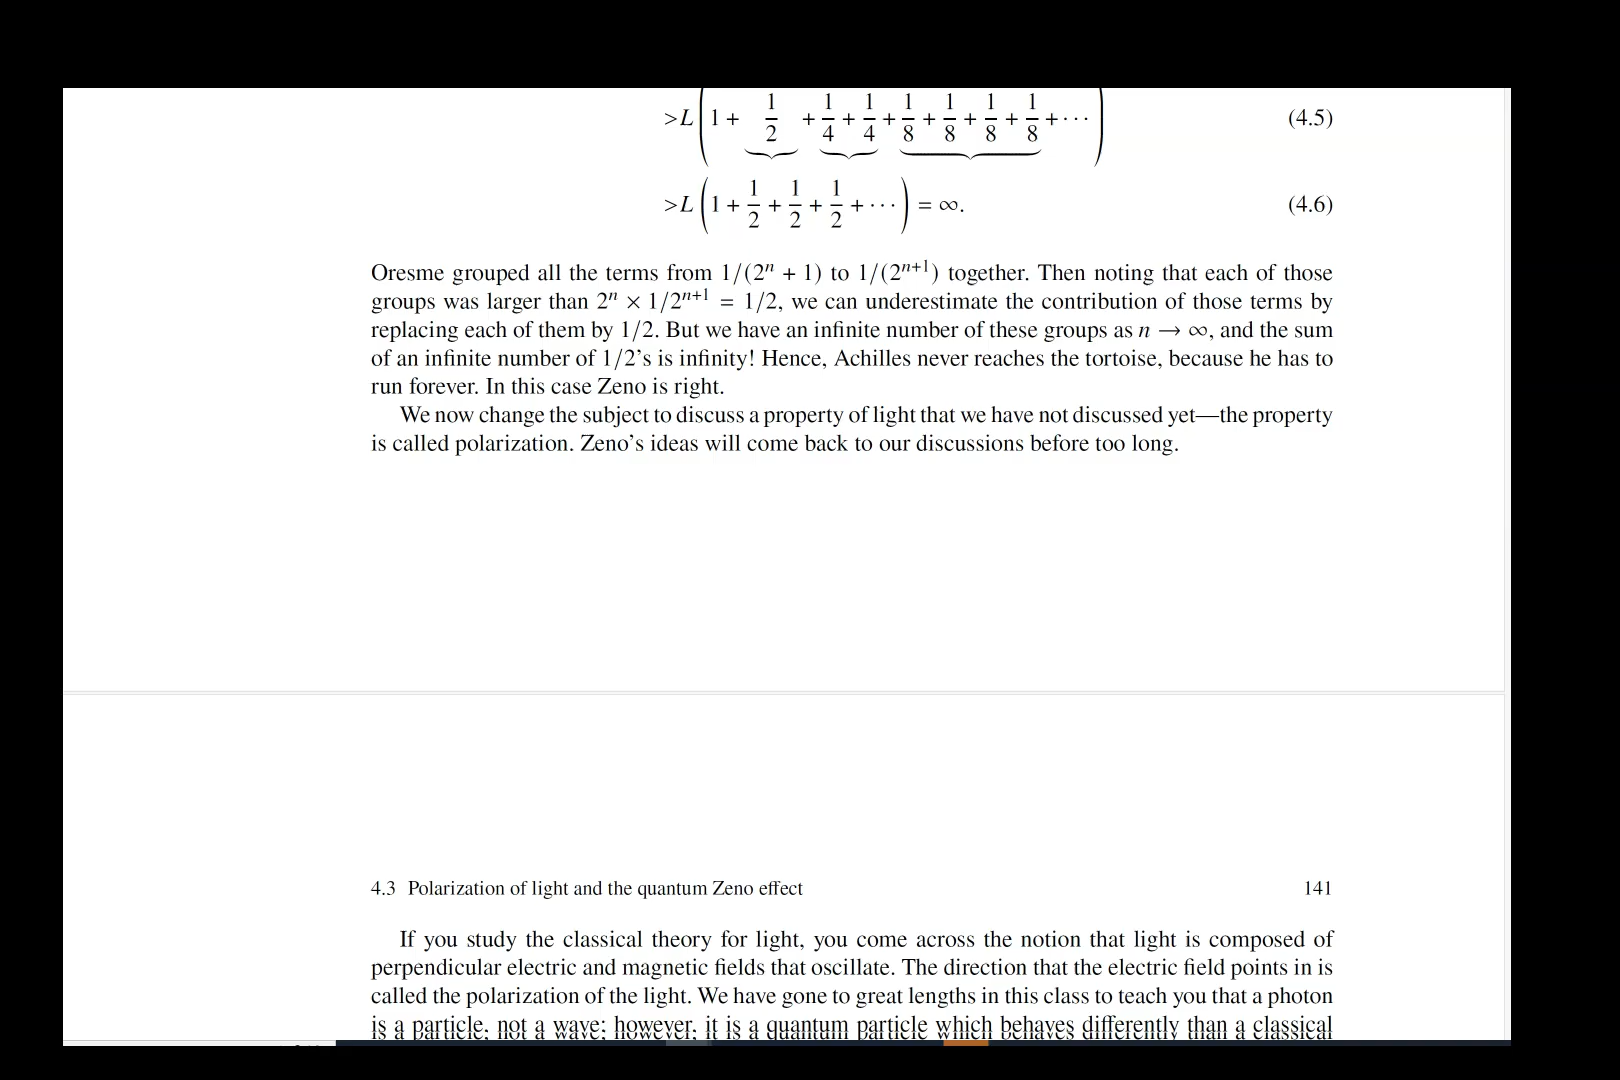 >L(1 + 1/2 + 1/4 + 1/4 + 1/8 + 1/8 + 1/8 + 1/8 + ···) (4.5)
>L(1 + 1/2 + 1/2 + 1/2 + ···) = ∞. (4.6)
Oresme grouped all the terms from 1/(2ⁿ + 1) to 1/(2ⁿ⁺¹) together. Then noting that each of those
groups was larger than 2ⁿ × 1/2ⁿ⁺¹ = 1/2, we can underestimate the contribution of those terms by
replacing each of them by 1/2. But we have an infinite number of these groups as n → ∞, and the sum
of an infinite number of 1/2’s is infinity! Hence, Achilles never reaches the tortoise, because he has to
run forever. In this case Zeno is right.
We now change the subject to discuss a property of light that we have not discussed yet—the property
is called polarization. Zeno’s ideas will come back to our discussions before too long.
4.3 Polarization of light and the quantum Zeno effect 141
If you study the classical theory for light, you come across the notion that light is composed of
perpendicular electric and magnetic fields that oscillate. The direction that the electric field points in is
called the polarization of the light. We have gone to great lengths in this class to teach you that a photon
is a particle, not a wave; however, it is a quantum particle which behaves differently than a classical